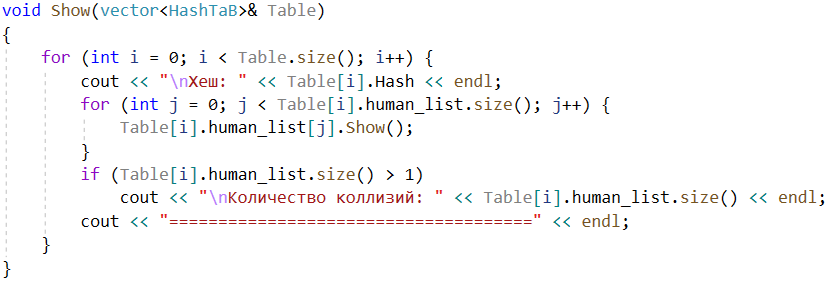 void Show(vector<HashTaB>& Table)
{
    for (int i = 0; i < Table.size(); i++) {
        cout << "\nХеш: " << Table[i].Hash << endl;
        for (int j = 0; j < Table[i].human_list.size(); j++) {
            Table[i].human_list[j].Show();
        }
        if (Table[i].human_list.size() > 1)
            cout << "\nКоличество коллизий: " << Table[i].human_list.size() << endl;
        cout << "=====================================" << endl;
    }
}